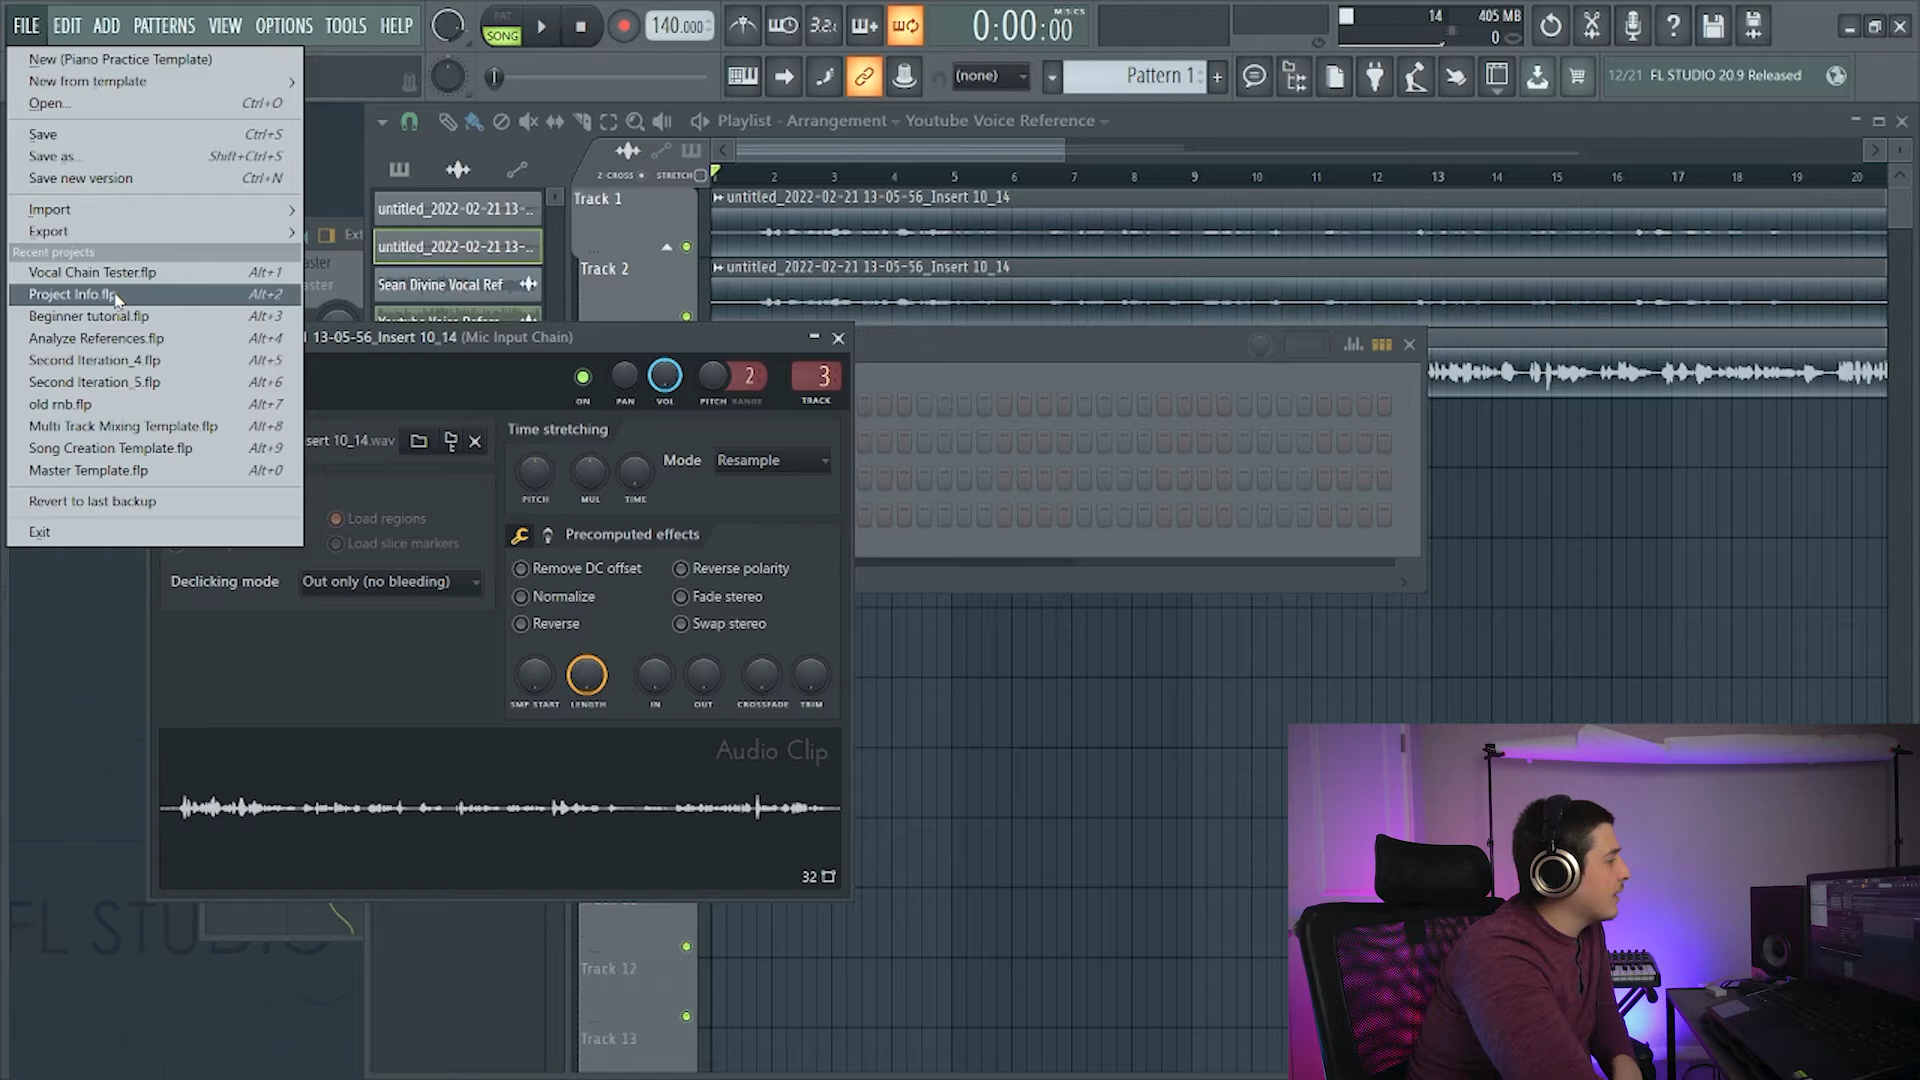 FILE EDIT ADD PATTERNS VIEW OPTIONS TOOLS HELP
PAT
SONG
140.000
3.2.
0:00:00
M:S:CS
14
405 MB
0
New (Piano Practice Template)
New from template
Open... Ctrl+O
Save Ctrl+S
Save as... Shift+Ctrl+S
Save new version Ctrl+N
Import
Export
Recent projects
Vocal Chain Tester.flp Alt+1
Project Info.flp Alt+2
Beginner tutorial.flp Alt+3
Analyze References.flp Alt+4
Second Iteration_4.flp Alt+5
Second Iteration_5.flp Alt+6
old rnb.flp Alt+7
Multi Track Mixing Template.flp Alt+8
Song Creation Template.flp Alt+9
Master Template.flp Alt+0
Revert to last backup
Exit
(none)
Pattern 1
12/21 FL STUDIO 20.9 Released
Playlist - Arrangement - Youtube Voice Reference
Z-CROSS STRETCH
2 3 4 5 6 7 8 9 10 11 12 13 14 15 16 17 18 19 20
untitled_2022-02-21 13-..
untitled_2022-02-21 13-..
Sean Divine Vocal Ref
Track 1
Track 2
untitled_2022-02-21 13-05-56_Insert 10_14
untitled_2022-02-21 13-05-56_Insert 10_14
13-05-56_Insert 10_14 (Mic Input Chain)
ON PAN VOL PITCH RANGE TRACK
2
3
sert 10_14.wav
Time stretching
PITCH MUL TIME
Mode Resample
Load regions
Load slice markers
Declicking mode Out only (no bleeding)
Precomputed effects
Remove DC offset Reverse polarity
Normalize Fade stereo
Reverse Swap stereo
SMP START LENGTH IN OUT CROSSFADE TRIM
Audio Clip
32
FL STUDIO
Track 12
Track 13